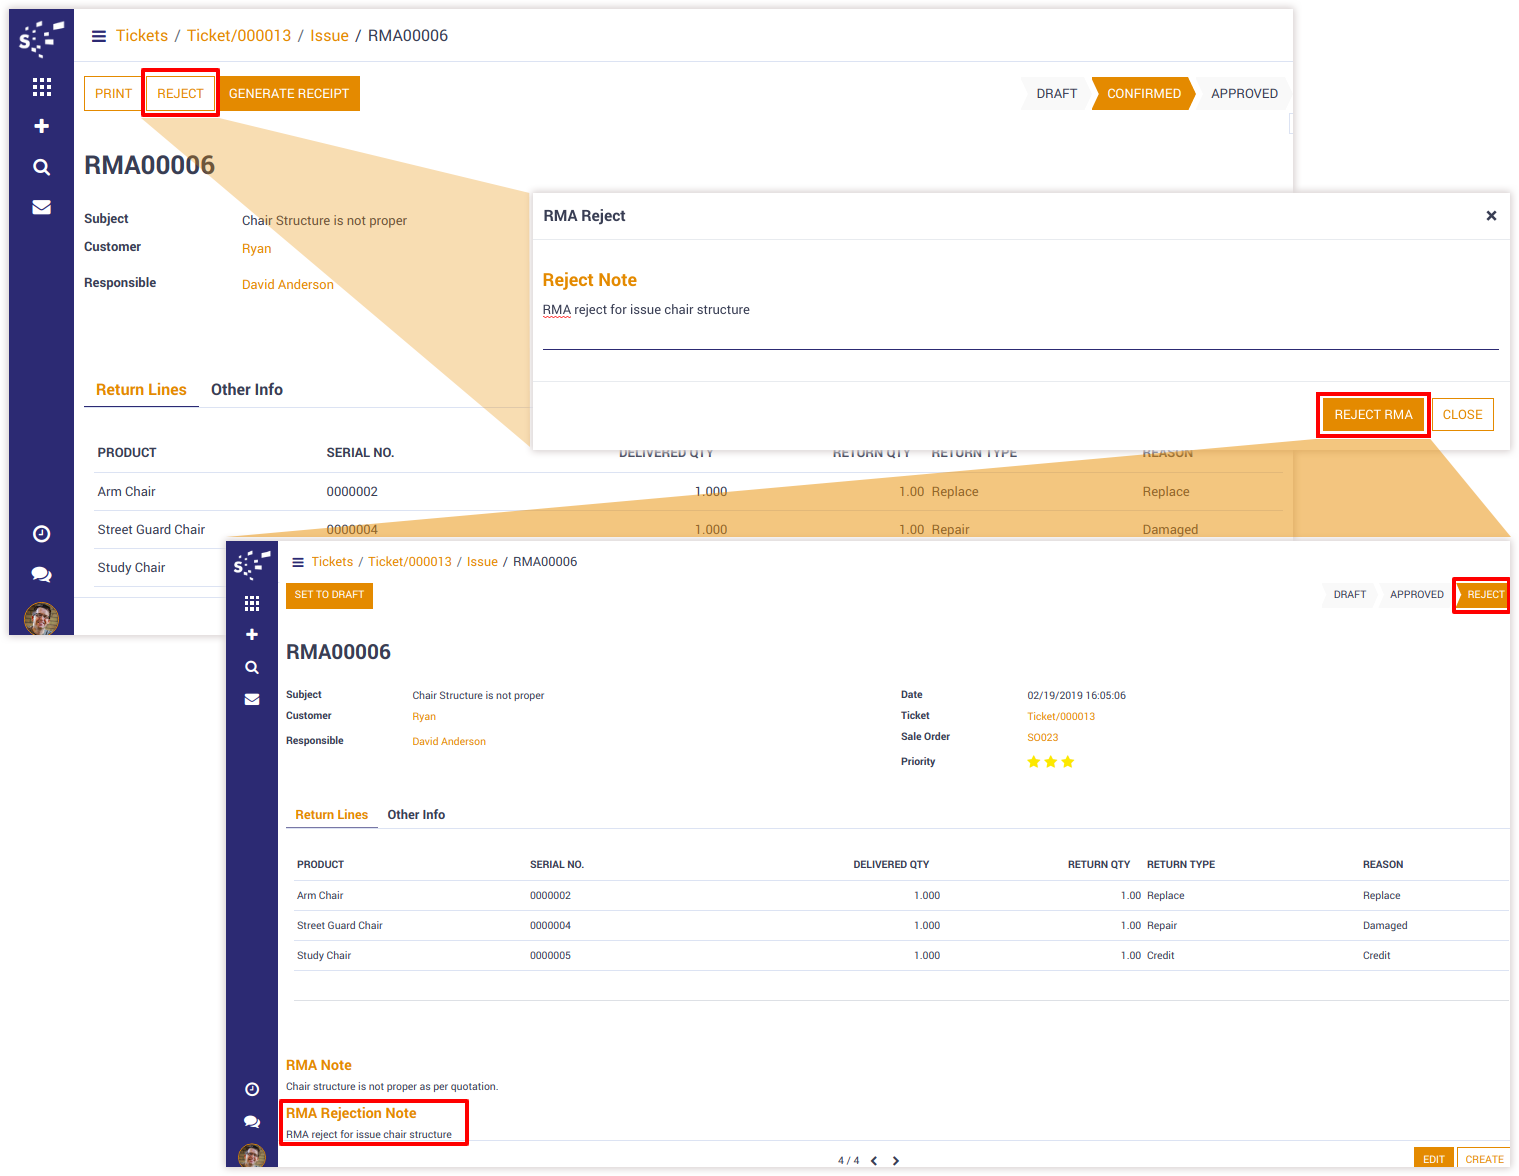 S
Tickets / Ticket/000013 / Issue / RMA00006
PRINT REJECT GENERATE RECEIPT
DRAFT CONFIRMED APPROVED
RMA00006
Subject Chair Structure is not proper
Customer Ryan
Responsible David Anderson
RMA Reject
Reject Note
RMA reject for issue chair structure
REJECT RMA CLOSE
Return Lines Other Info
PRODUCT SERIAL NO. DELIVERED QTY RETURN QTY RETURN TYPE REASON
Arm Chair 0000002 1.000 1.00 Replace Replace
Street Guard Chair 0000004 1.000 1.00 Repair Damaged
Study Chair
S
Tickets / Ticket/000013 / Issue / RMA00006
SET TO DRAFT
DRAFT APPROVED REJECT
RMA00006
Subject Chair Structure is not proper
Customer Ryan
Responsible David Anderson
Date 02/19/2019 16:05:06
Ticket Ticket/000013
Sale Order SO023
Priority
Return Lines Other Info
PRODUCT SERIAL NO. DELIVERED QTY RETURN QTY RETURN TYPE REASON
Arm Chair 0000002 1.000 1.00 Replace Replace
Street Guard Chair 0000004 1.000 1.00 Repair Damaged
Study Chair 0000005 1.000 1.00 Credit Credit
RMA Note
Chair structure is not proper as per quotation.
RMA Rejection Note
RMA reject for issue chair structure
4 / 4
EDIT CREATE